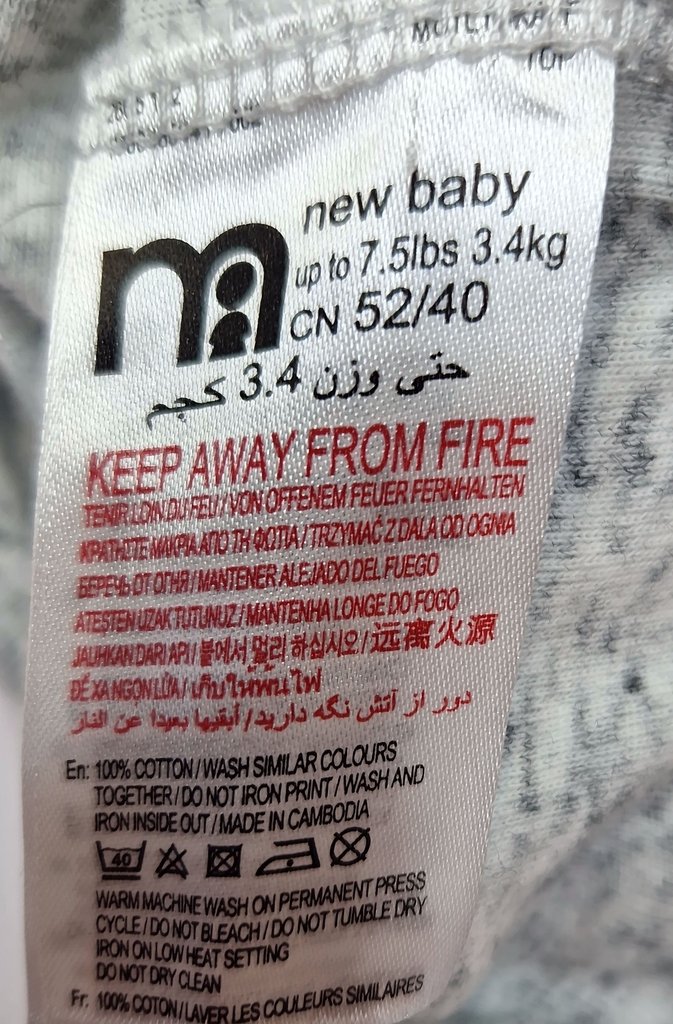 new baby
up to 7.5lbs 3.4kg
CN 52/40
حتى وزن 3.4 كجم
KEEP AWAY FROM FIRE
TENIR LOIN DU FEU / VON OFFENEM FEUER FERNHALTEN
ΚΡΑΤΗΣΤΕ ΜΑΚΡΙΑ ΑΠΟ ΤΗ ΦΩΤΙΑ / TRZYMAĆ Z DALA OD OGNIA
БЕРЕЧЬ ОТ ОГНЯ / MANTENER ALEJADO DEL FUEGO
ATESTEN UZAK TUTUNUZ / MANTENHA LONGE DO FOGO
JAUHKAN DARI API / 불에서 멀리 하십시오 / 远离火源
ĐỂ XA NGỌN LỬA / เก็บให้พ้นไฟ
دور از آتش نگه دارید / أبقيها بعيدا عن النار
En: 100% COTTON / WASH SIMILAR COLOURS
TOGETHER / DO NOT IRON PRINT / WASH AND
IRON INSIDE OUT / MADE IN CAMBODIA
40
WARM MACHINE WASH ON PERMANENT PRESS
CYCLE / DO NOT BLEACH / DO NOT TUMBLE DRY
IRON ON LOW HEAT SETTING
DO NOT DRY CLEAN
Fr: 100% COTON / LAVER LES COULEURS SIMILAIRES